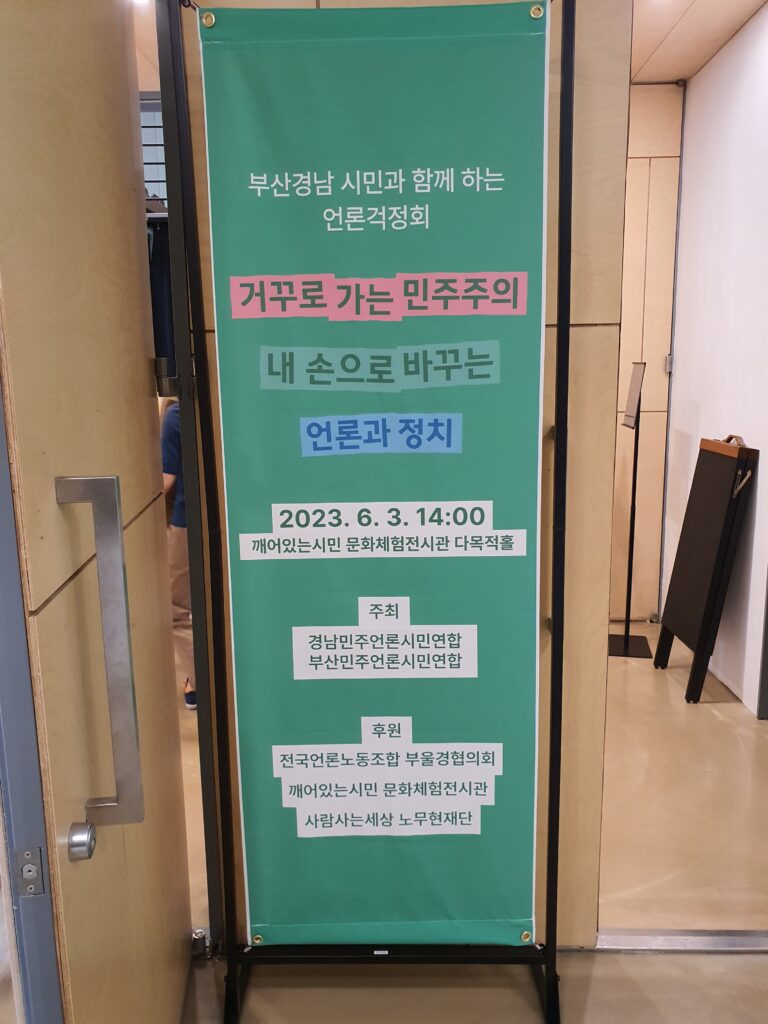 부산경남 시민과 함께 하는
언론걱정회
거꾸로 가는 민주주의
내 손으로 바꾸는
언론과 정치
2023. 6. 3. 14:00
깨어있는시민 문화체험전시관 다목적홀
주최
경남민주언론시민연합
부산민주언론시민연합
후원
전국언론노동조합 부울경협의회
깨어있는시민 문화체험전시관
사람사는세상 노무현재단